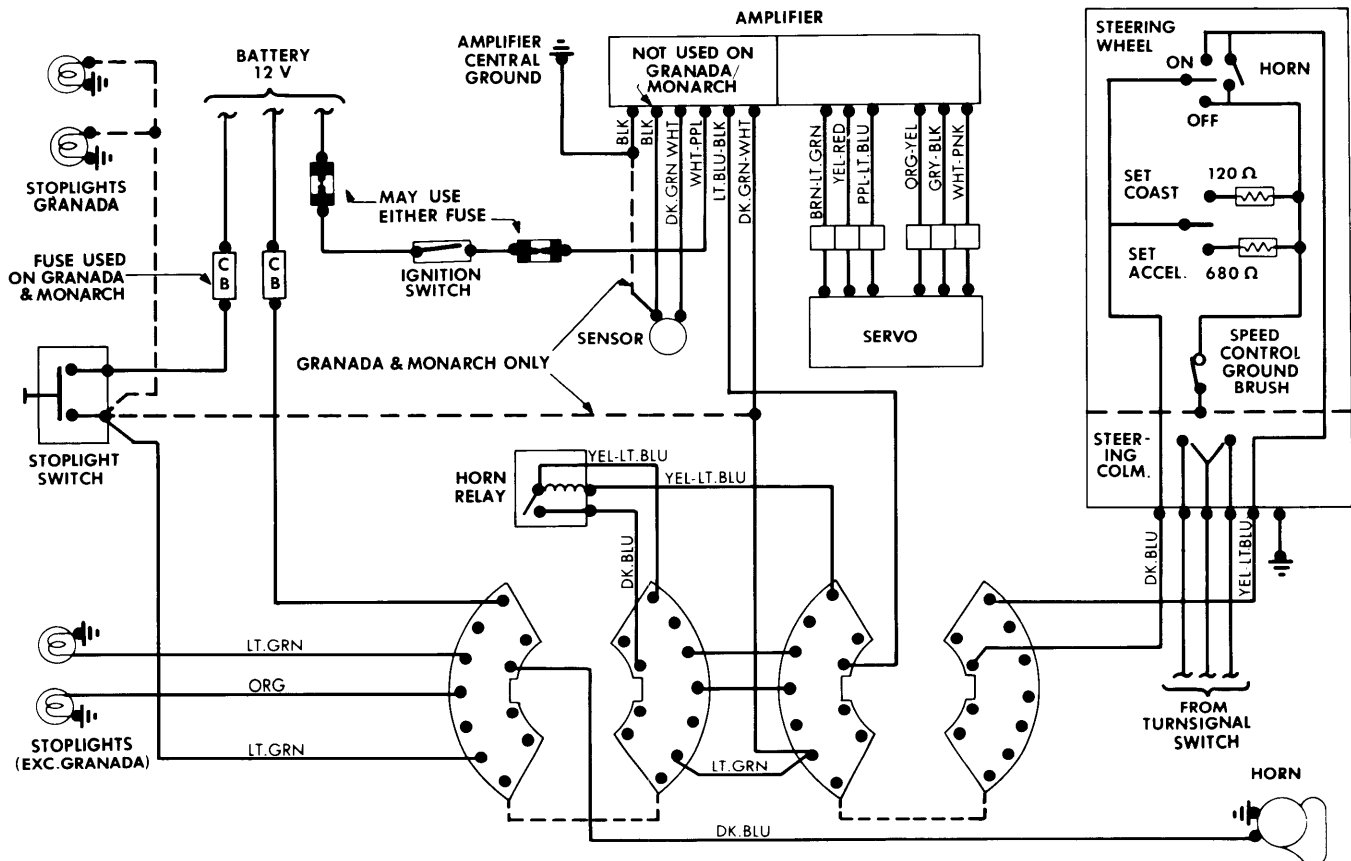 AMPLIFIER
BATTERY
12 V
AMPLIFIER
CENTRAL
GROUND
NOT USED ON
GRANADA/
MONARCH
STEERING
WHEEL
ON
HORN
OFF
STOPLIGHTS
GRANADA
MAY USE
EITHER FUSE
BLK
BLK
DK.GRN-WHT
WHT-PPL
LT.BLU-BLK
DK.GRN-WHT
BRN-LT.GRN
YEL-RED
PPL-LT.BLU
ORG-YEL
GRY-BLK
WHT-PNK
SET
COAST
120 Ω
SET
ACCEL.
680 Ω
FUSE USED
ON GRANADA
& MONARCH
C
B
C
B
IGNITION
SWITCH
SENSOR
SERVO
GRANADA & MONARCH ONLY
SPEED
CONTROL
GROUND
BRUSH
STOPLIGHT
SWITCH
HORN
RELAY
YEL-LT.BLU
YEL-LT.BLU
DK.BLU
STEER-
ING
COLM.
DK.BLU
YEL-LT.BLU
LT.GRN
ORG
STOPLIGHTS
(EXC.GRANADA)
LT.GRN
LT.GRN
FROM
TURNSIGNAL
SWITCH
HORN
DK.BLU